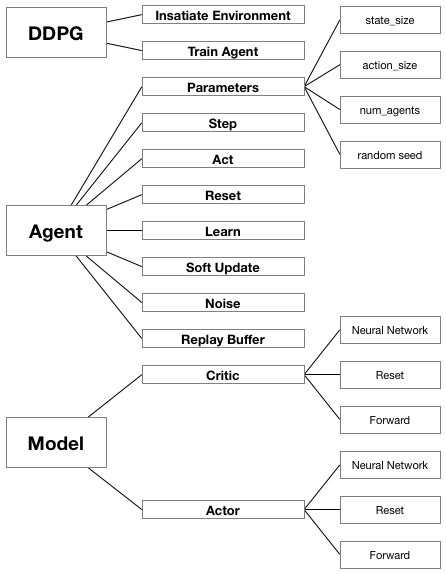 DDPG
Insatiate Environment
Train Agent
Agent
Parameters
state_size
action_size
num_agents
random seed
Step
Act
Reset
Learn
Soft Update
Noise
Replay Buffer
Model
Critic
Neural Network
Reset
Forward
Actor
Neural Network
Reset
Forward